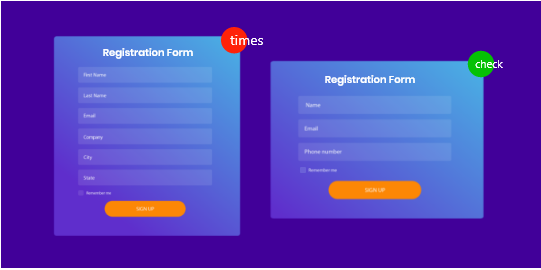 times
Registration Form
First Name
Last Name
Email
Company
City
State
Remember me
SIGN UP
check
Registration Form
Name
Email
Phone number
Remember me
SIGN UP